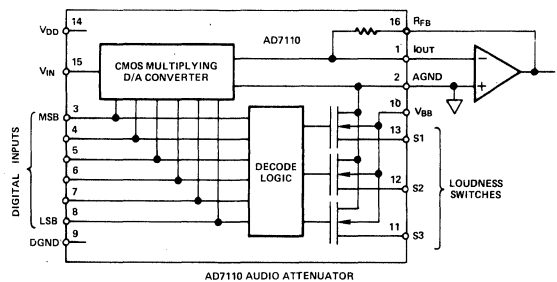 14
VDD
AD7110
16
RFB
1
IOUT
15
VIN
CMOS MULTIPLYING
D/A CONVERTER
2
AGND
−
+
10
VBB
DIGITAL INPUTS
MSB
3
4
5
6
7
LSB
8
DGND
9
DECODE
LOGIC
13
S1
12
S2
11
S3
LOUDNESS
SWITCHES
AD7110 AUDIO ATTENUATOR